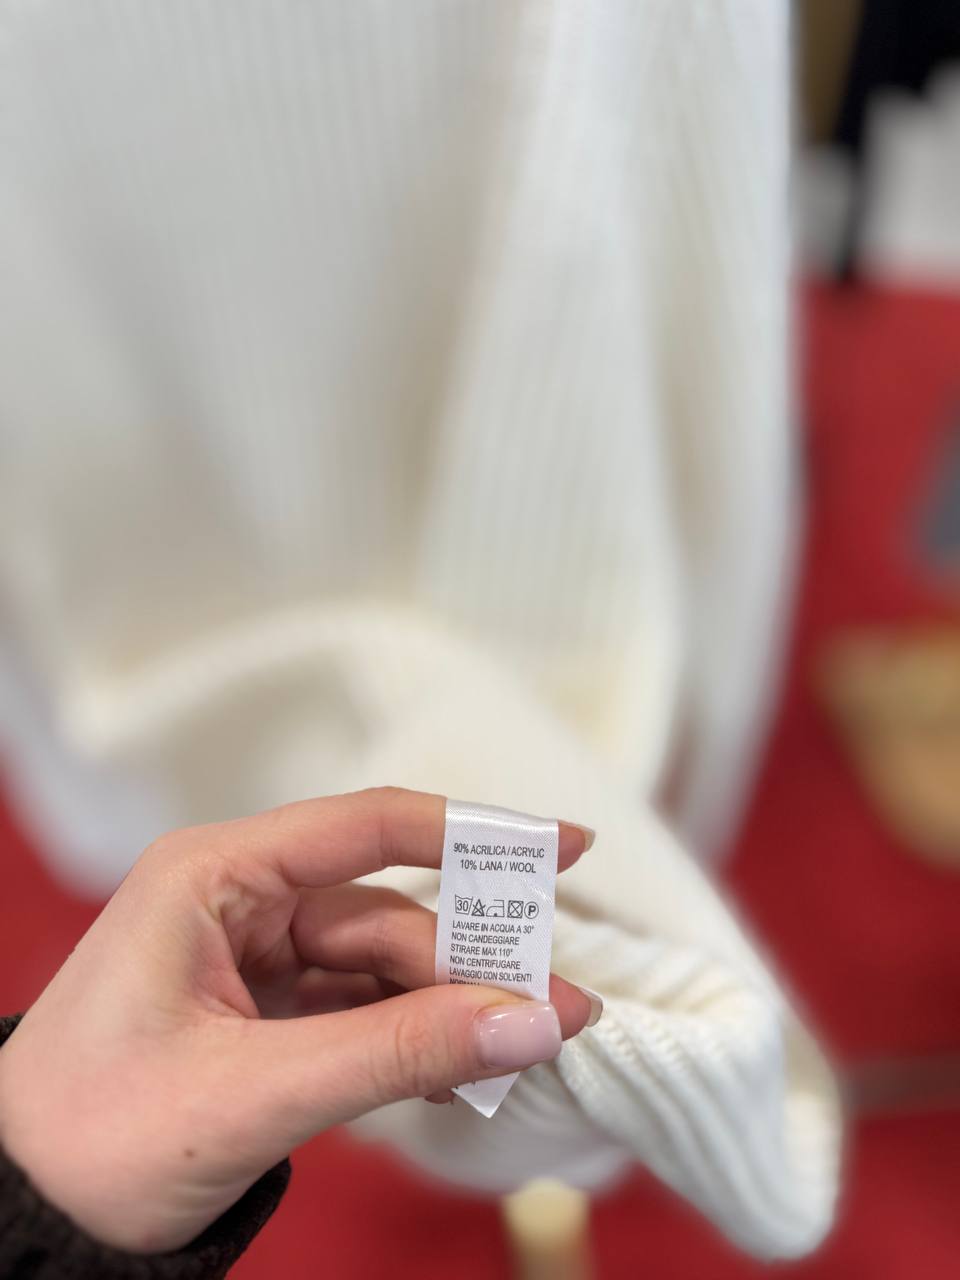 90% ACRILICA / ACRYLIC
10% LANA / WOOL
30 P
LAVARE IN ACQUA A 30°
NON CANDEGGIARE
STIRARE MAX 110°
NON CENTRIFUGARE
LAVAGGIO CON SOLVENTI